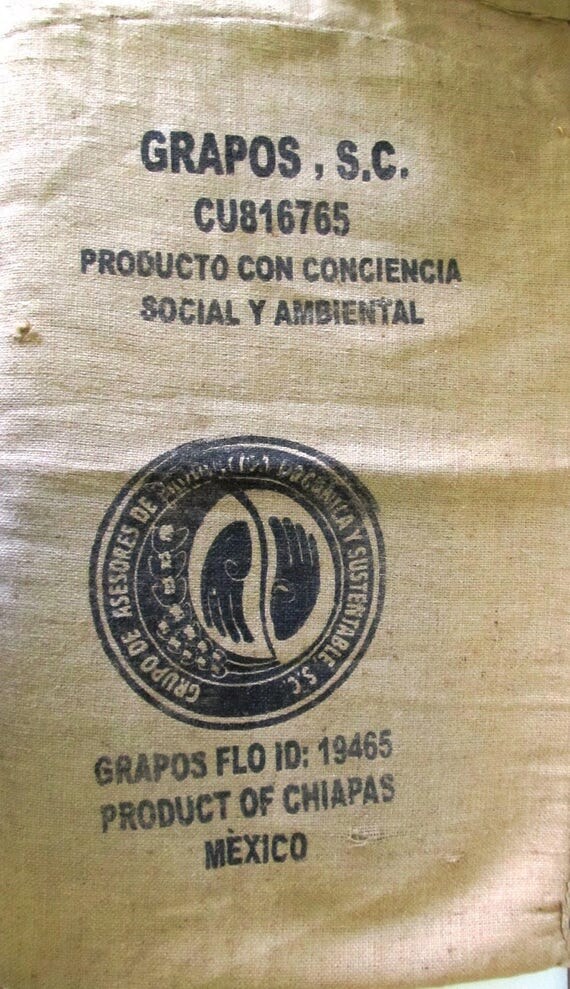 GRAPOS , S.C.
CU816765
PRODUCTO CON CONCIENCIA
SOCIAL Y AMBIENTAL
GRUPO DE ASESORES DE PRODUCCION ORGANICA Y SUSTENTABLE S.C.
GRAPOS FLO ID: 19465
PRODUCT OF CHIAPAS
MÈXICO